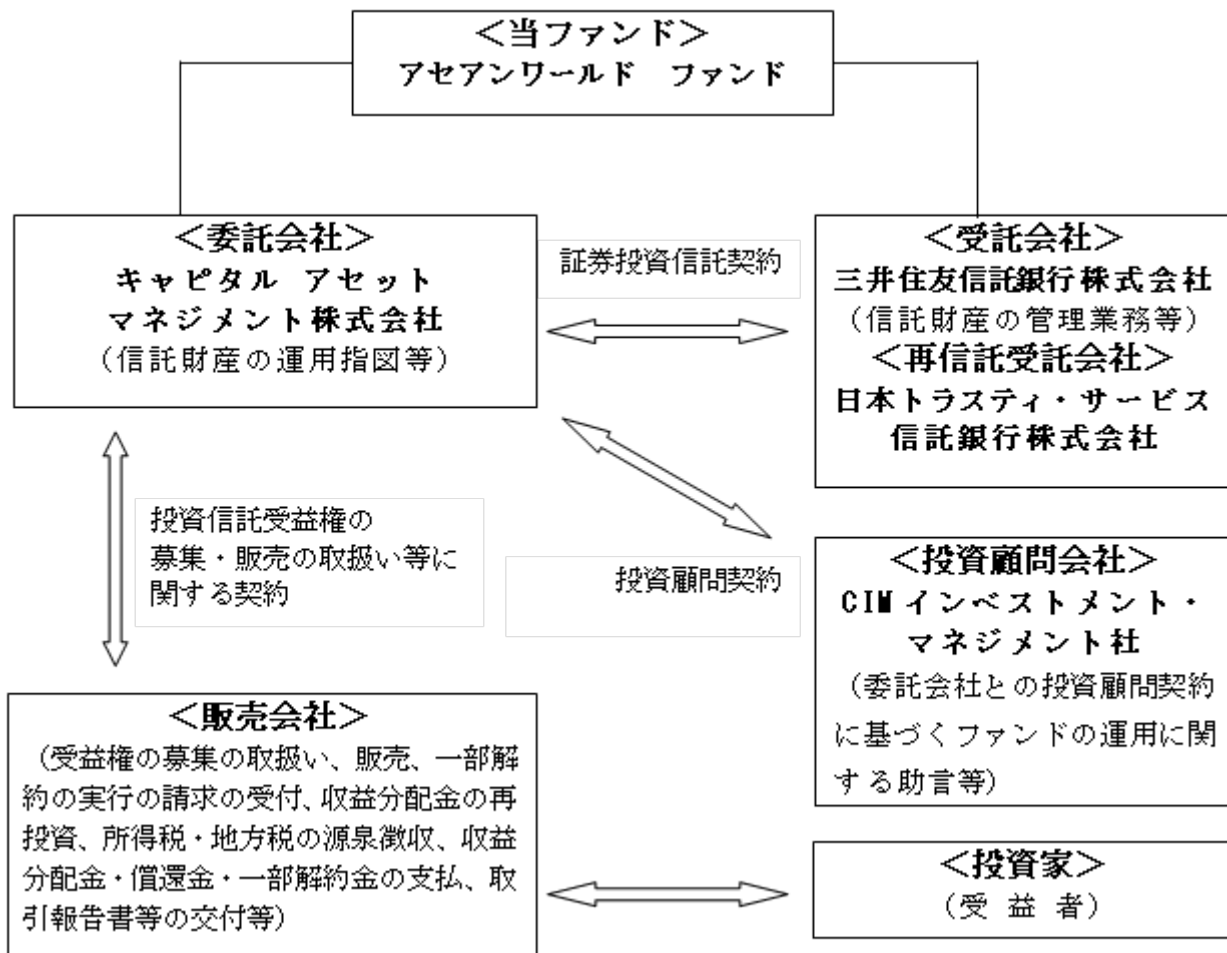 ＜当ファンド＞
アセアンワールド　ファンド
＜委託会社＞
キャピタル アセット
マネジメント株式会社
（信託財産の運用指図等）
証券投資信託契約
＜受託会社＞
三井住友信託銀行株式会社
（信託財産の管理業務等）
＜再信託受託会社＞
日本トラスティ・サービス
信託銀行株式会社
投資信託受益権の
募集・販売の取扱い等に
関する契約
投資顧問契約
＜投資顧問会社＞
CIMインベストメント・
マネジメント社
（委託会社との投資顧問契約
に基づくファンドの運用に関
する助言等）
＜販売会社＞
（受益権の募集の取扱い、販売、一部解
約の実行の請求の受付、収益分配金の再
投資、所得税・地方税の源泉徴収、収益
分配金・償還金・一部解約金の支払、取
引報告書等の交付等）
＜投資家＞
（受 益 者）